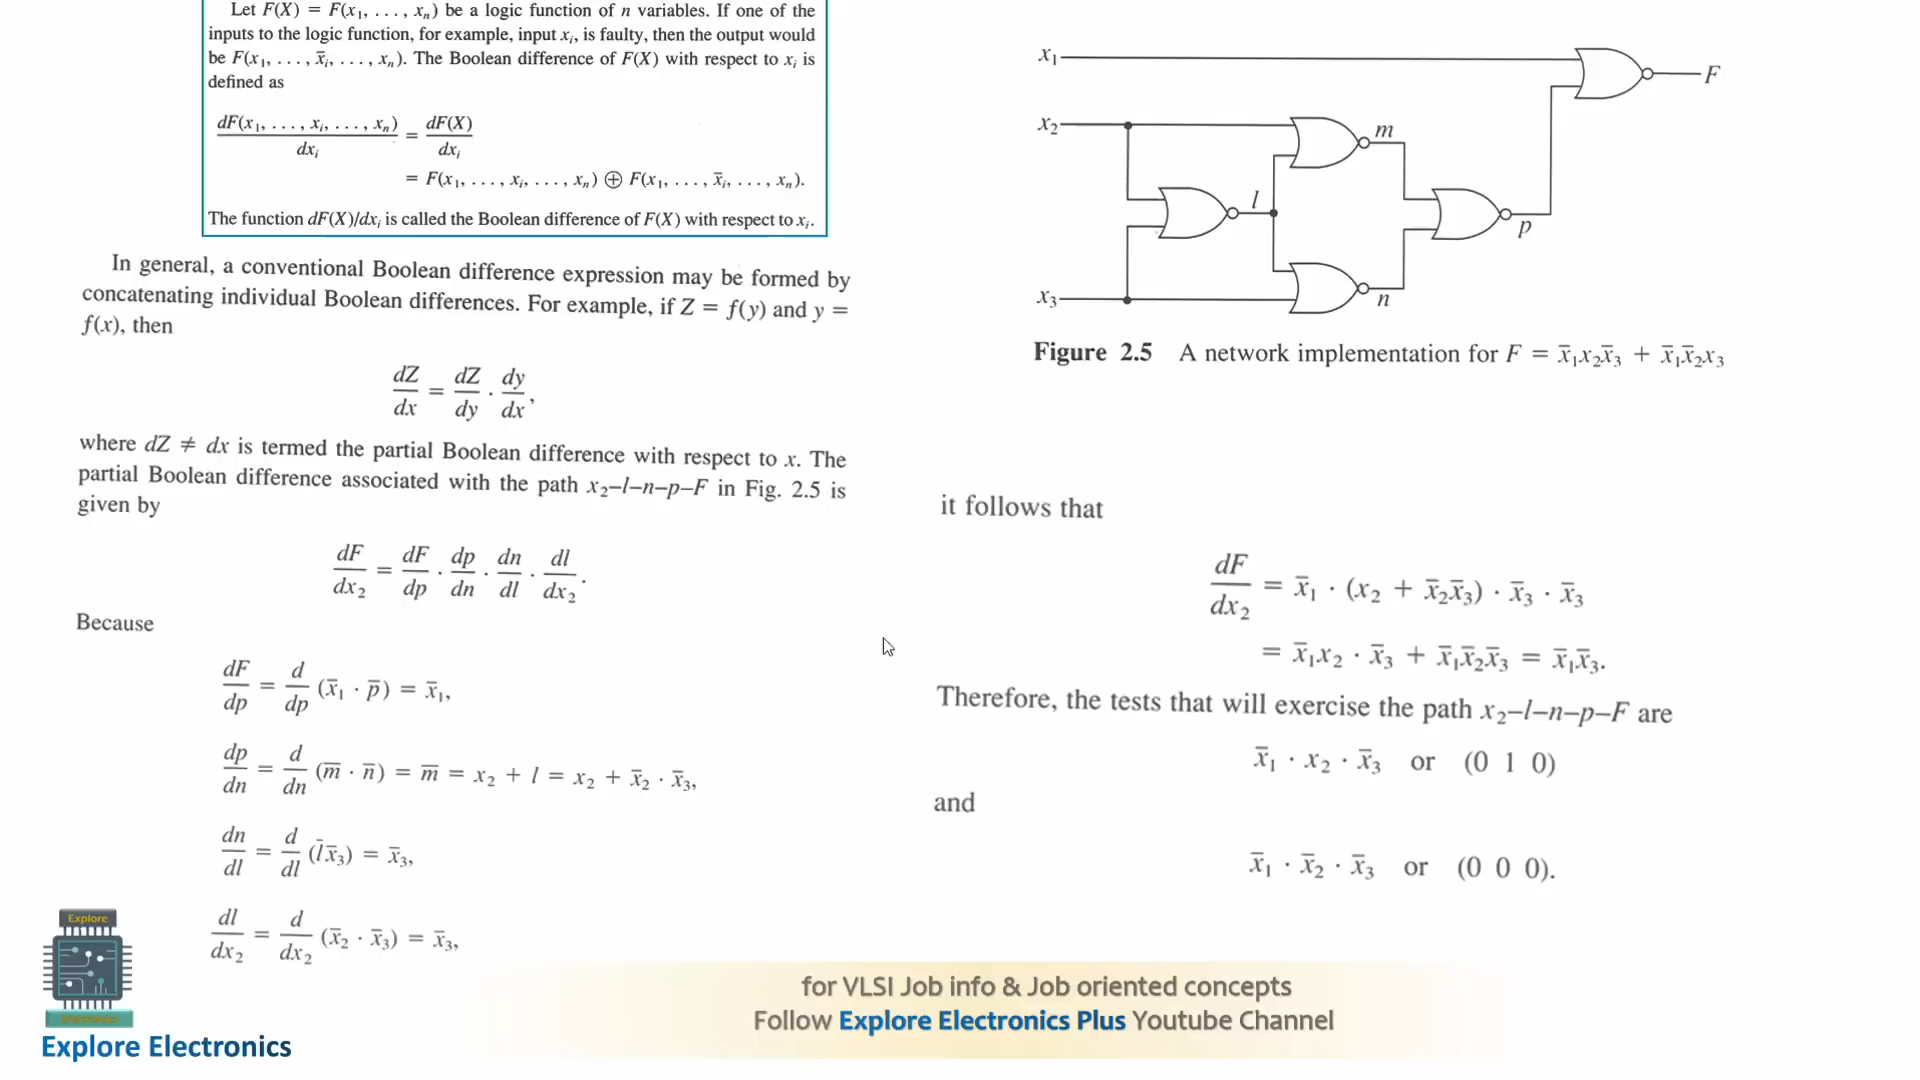 Let F(X) = F(x₁, . . . , xₙ) be a logic function of n variables. If one of the
inputs to the logic function, for example, input xᵢ, is faulty, then the output would
be F(x₁, . . . , x̄ᵢ, . . . , xₙ). The Boolean difference of F(X) with respect to xᵢ is
defined as
dF(x₁, . . . , xᵢ, . . . , xₙ)/dxᵢ = dF(X)/dxᵢ
= F(x₁, . . . , xᵢ, . . . , xₙ) ⊕ F(x₁, . . . , x̄ᵢ, . . . , xₙ).
The function dF(X)/dxᵢ is called the Boolean difference of F(X) with respect to xᵢ.
In general, a conventional Boolean difference expression may be formed by
concatenating individual Boolean differences. For example, if Z = f(y) and y =
f(x), then
dZ/dx = dZ/dy · dy/dx,
where dZ ≠ dx is termed the partial Boolean difference with respect to x. The
partial Boolean difference associated with the path x₂–l–n–p–F in Fig. 2.5 is
given by
dF/dx₂ = dF/dp · dp/dn · dn/dl · dl/dx₂.
Because
dF/dp = d/dp (x̄₁ · p̄) = x̄₁,
dp/dn = d/dn (m̄ · n̄) = m̄ = x₂ + l = x₂ + x̄₂ · x̄₃,
dn/dl = d/dl (l̄x̄₃) = x̄₃,
dl/dx₂ = d/dx₂ (x̄₂ · x̄₃) = x̄₃,
x₁
F
x₂
m
l
p
x₃
n
Figure 2.5 A network implementation for F = x̄₁x₂x̄₃ + x̄₁x̄₂x₃
it follows that
dF/dx₂ = x̄₁ · (x₂ + x̄₂x̄₃) · x̄₃ · x̄₃
= x̄₁x₂ · x̄₃ + x̄₁x̄₂x̄₃ = x̄₁x̄₃.
Therefore, the tests that will exercise the path x₂–l–n–p–F are
x̄₁ · x₂ · x̄₃ or (0 1 0)
and
x̄₁ · x̄₂ · x̄₃ or (0 0 0).
Explore
Explore Electronics
for VLSI Job info & Job oriented concepts
Follow Explore Electronics Plus Youtube Channel